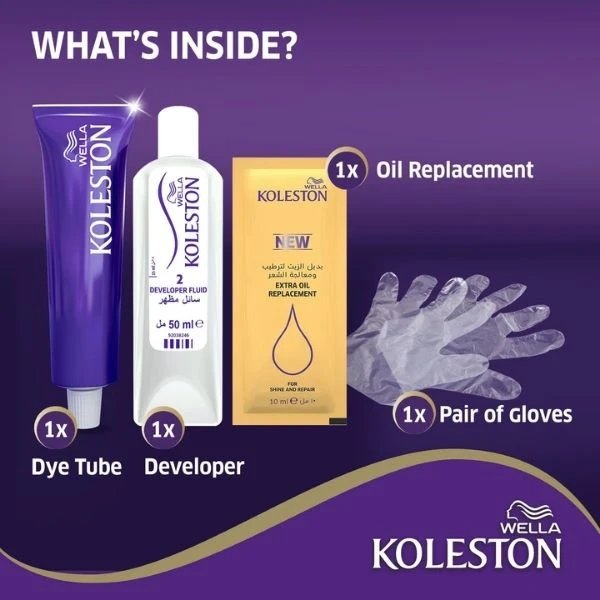 WHAT'S INSIDE?
WELLA
KOLESTON
WELLA
KOLESTON
2
DEVELOPER FLUID
سائل مظهر
50 ml e مل
92038246
WELLA
KOLESTON
NEW
بديل الزيت لترطيب
ومعالجة الشعر
EXTRA OIL
REPLACEMENT
FOR
SHINE AND REPAIR
10 ml e مل ١٠
1x Oil Replacement
1x Pair of Gloves
1x
Dye Tube
1x
Developer
WELLA
KOLESTON